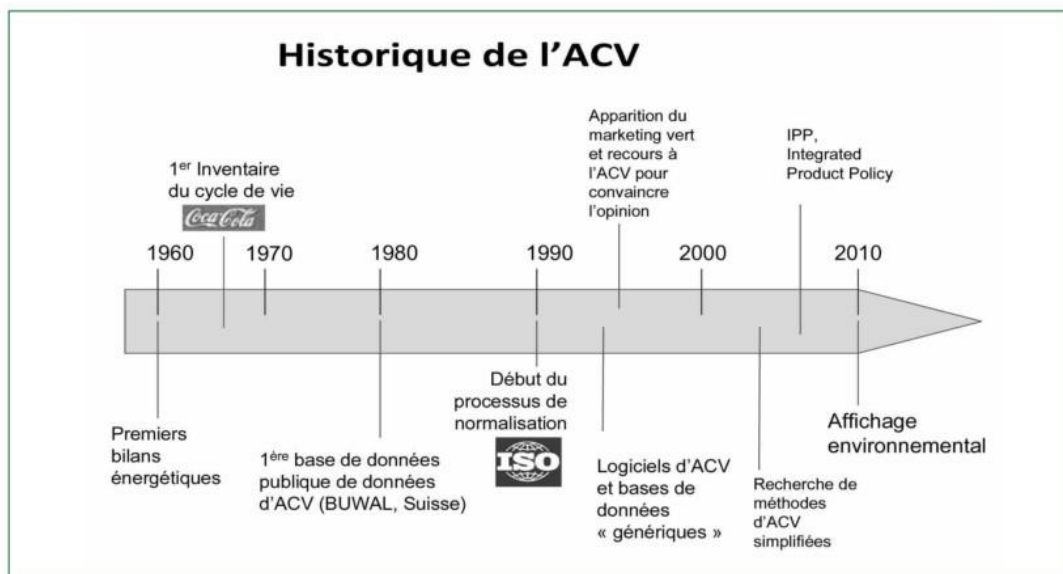 Historique de l’ACV
1er Inventaire
du cycle de vie
Coca-Cola
Apparition du
marketing vert
et recours à
l’ACV pour
convaincre
l’opinion
IPP,
Integrated
Product Policy
1960
1970
1980
1990
2000
2010
Premiers
bilans
énergétiques
1ère base de données
publique de données
d’ACV (BUWAL, Suisse)
Début du
processus de
normalisation
ISO
Logiciels d’ACV
et bases de
données
« génériques »
Recherche de
méthodes
d’ACV
simplifiées
Affichage
environnemental